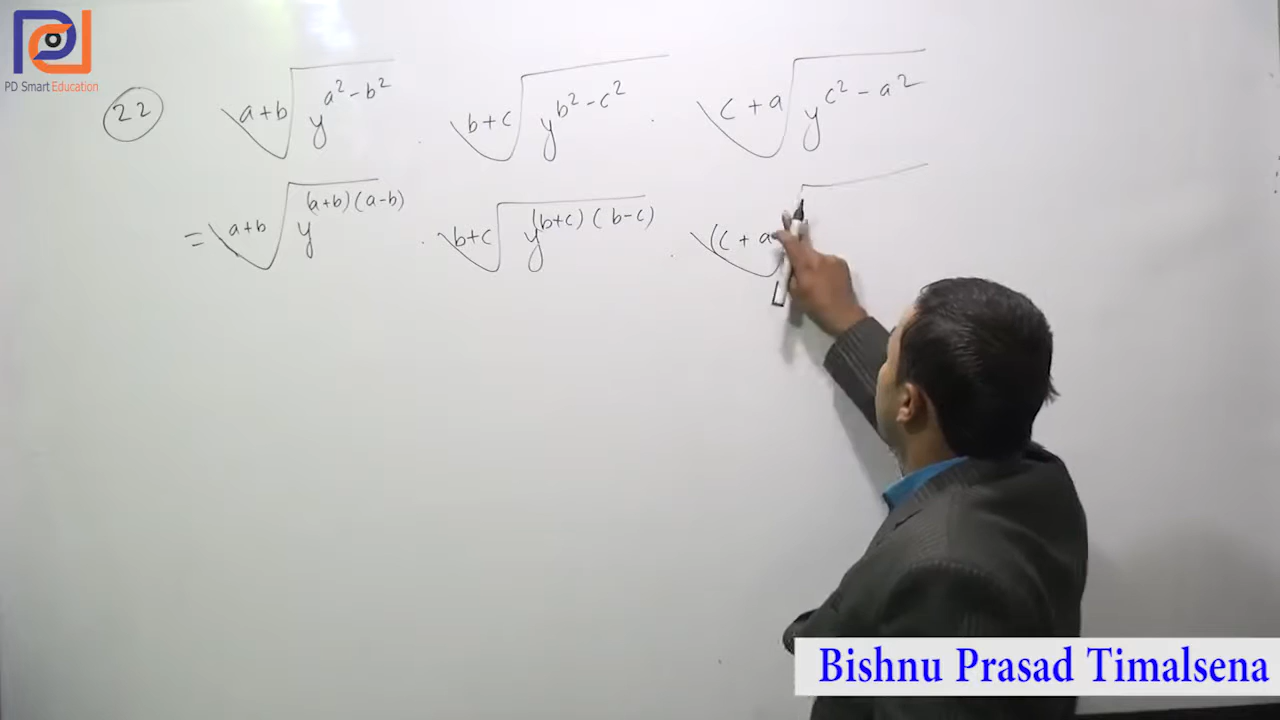 PD Smart Education
22 a+b√y^(a²-b²) . b+c√y^(b²-c²) . c+a√y^(c²-a²)
= a+b√y^((a+b)(a-b)) . b+c√y^((b+c)(b-c)) . (c+a√
Bishnu Prasad Timalsena